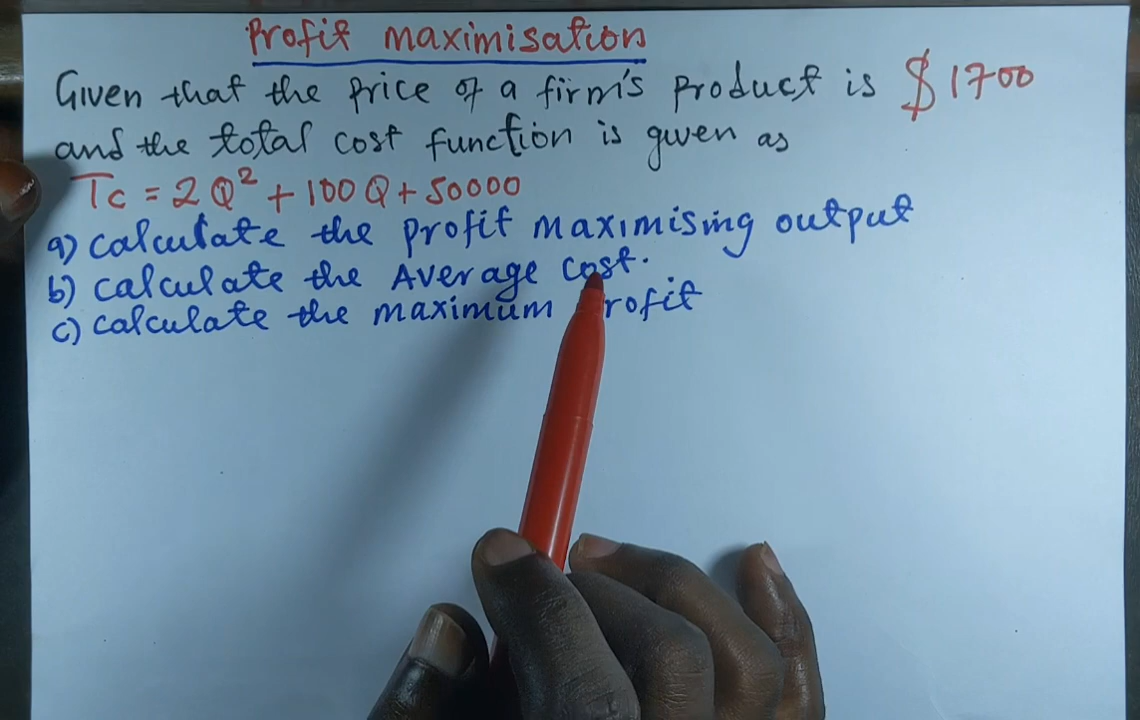 Profit maximisation
Given that the price of a firm's product is $1700
and the total cost function is given as
Tc = 2Q² + 100Q + 50000
a) calculate the profit maximising output
b) calculate the Average cost.
c) calculate the maximum rofit